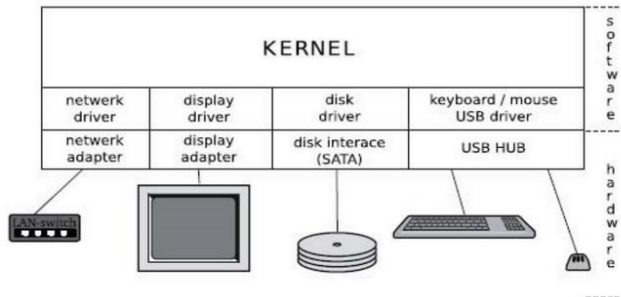 KERNEL
netwerk driver
display driver
disk driver
keyboard / mouse USB driver
netwerk adapter
display adapter
disk interace (SATA)
USB HUB
LAN-switch
software
hardware